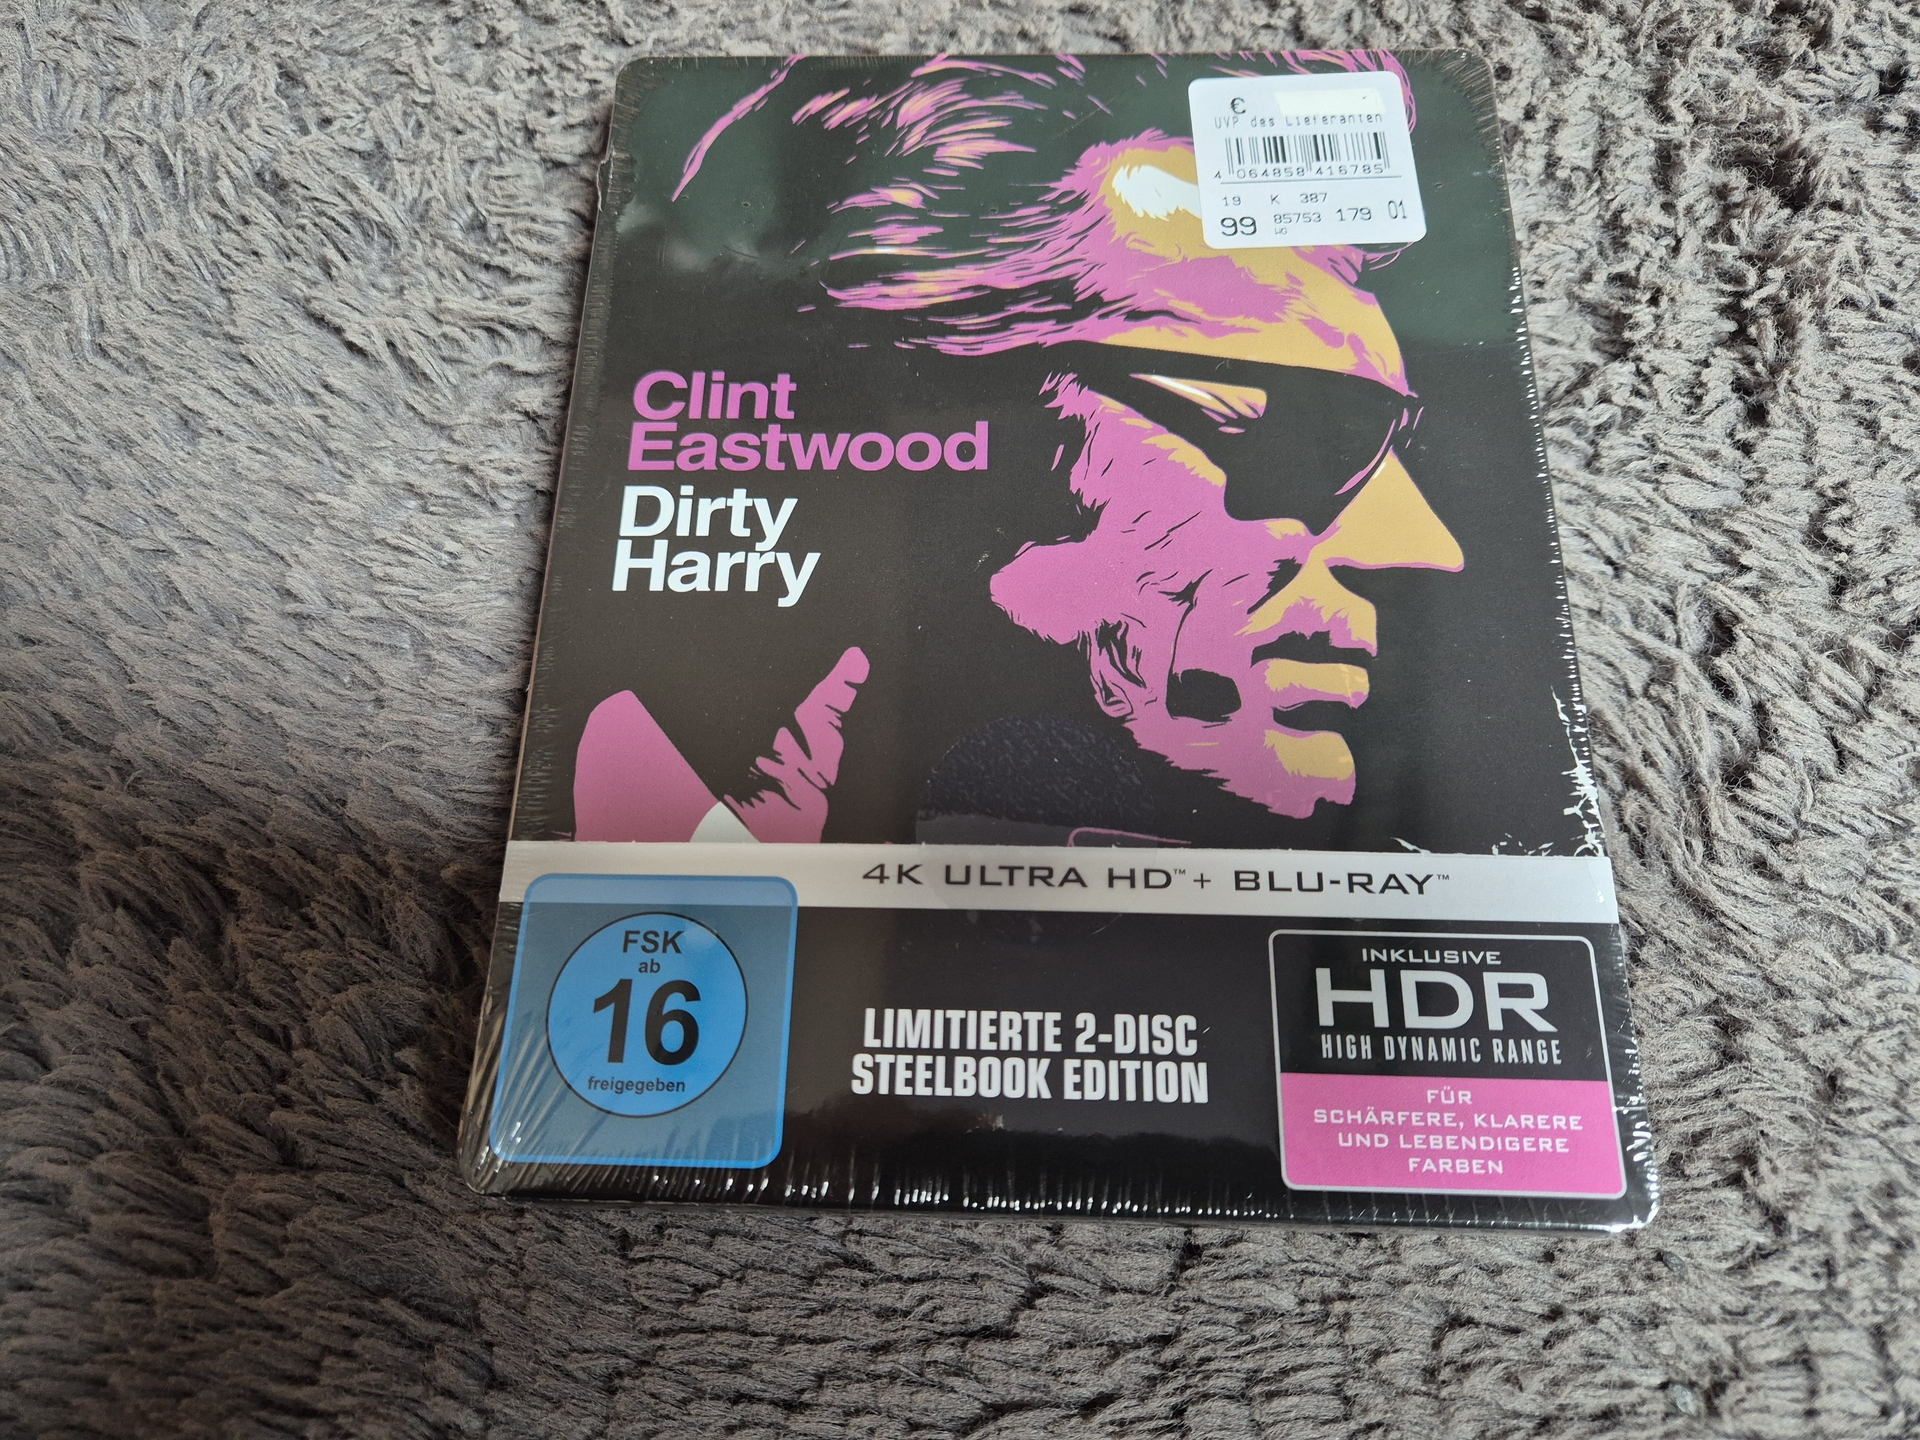 €
UVP des Lieferanten
4 064858 416785
19 K 387
99 85753 179 01
WG
Clint
Eastwood
Dirty
Harry
4K ULTRA HD™ + BLU-RAY™
FSK
ab
16
freigegeben
LIMITIERTE 2-DISC
STEELBOOK EDITION
INKLUSIVE
HDR
HIGH DYNAMIC RANGE
FÜR
SCHÄRFERE, KLARERE
UND LEBENDIGERE
FARBEN